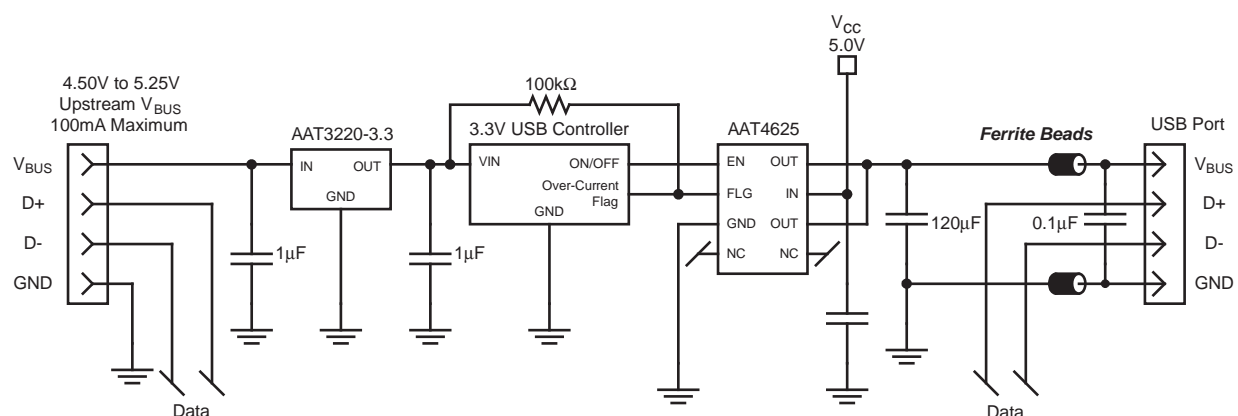 4.50V to 5.25V
Upstream VBUS
100mA Maximum
VBUS
D+
D-
GND
Data
AAT3220-3.3
IN
OUT
GND
1μF
1μF
100kΩ
3.3V USB Controller
VIN
ON/OFF
Over-Current
Flag
GND
AAT4625
EN
OUT
FLG
IN
GND
OUT
NC
NC
VCC
5.0V
120μF
Ferrite Beads
0.1μF
USB Port
VBUS
D+
D-
GND
Data